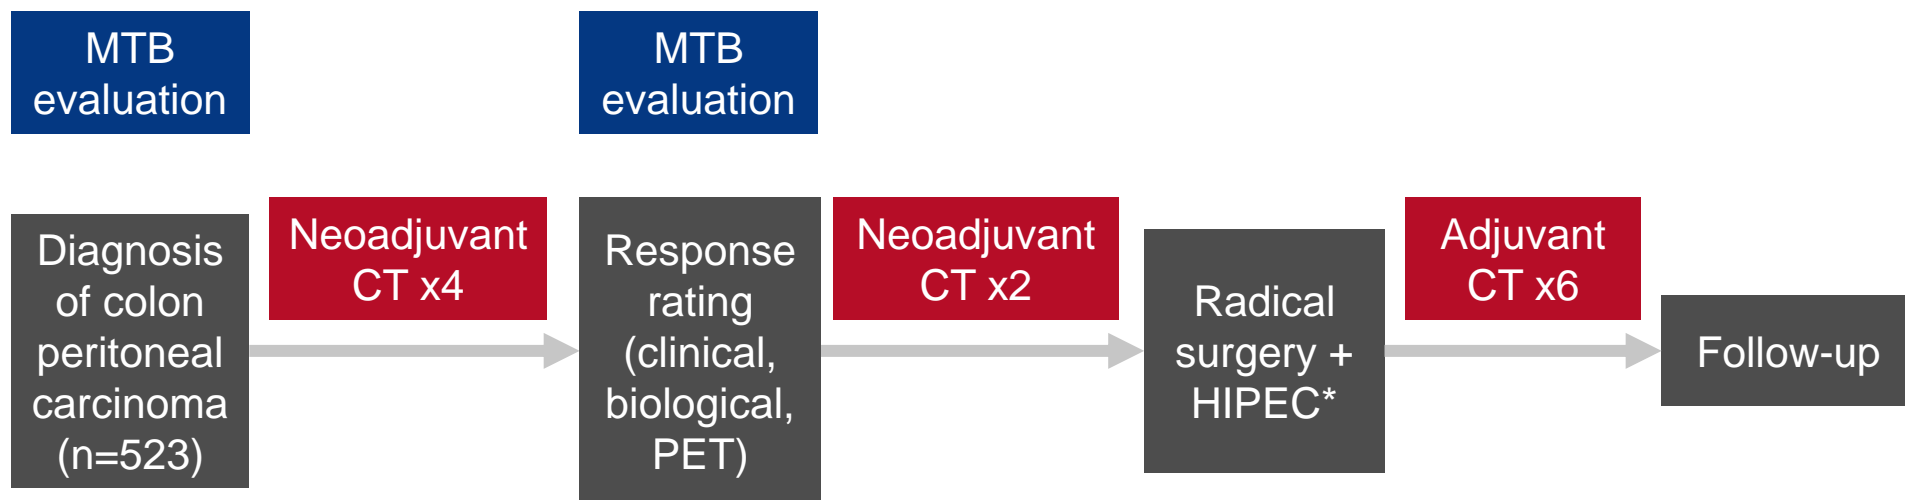 MTB
evaluation
MTB
evaluation
Diagnosis
of colon
peritoneal
carcinoma
(n=523)
Neoadjuvant
CT x4
Response
rating
(clinical,
biological,
PET)
Neoadjuvant
CT x2
Radical
surgery +
HIPEC*
Adjuvant
CT x6
Follow-up